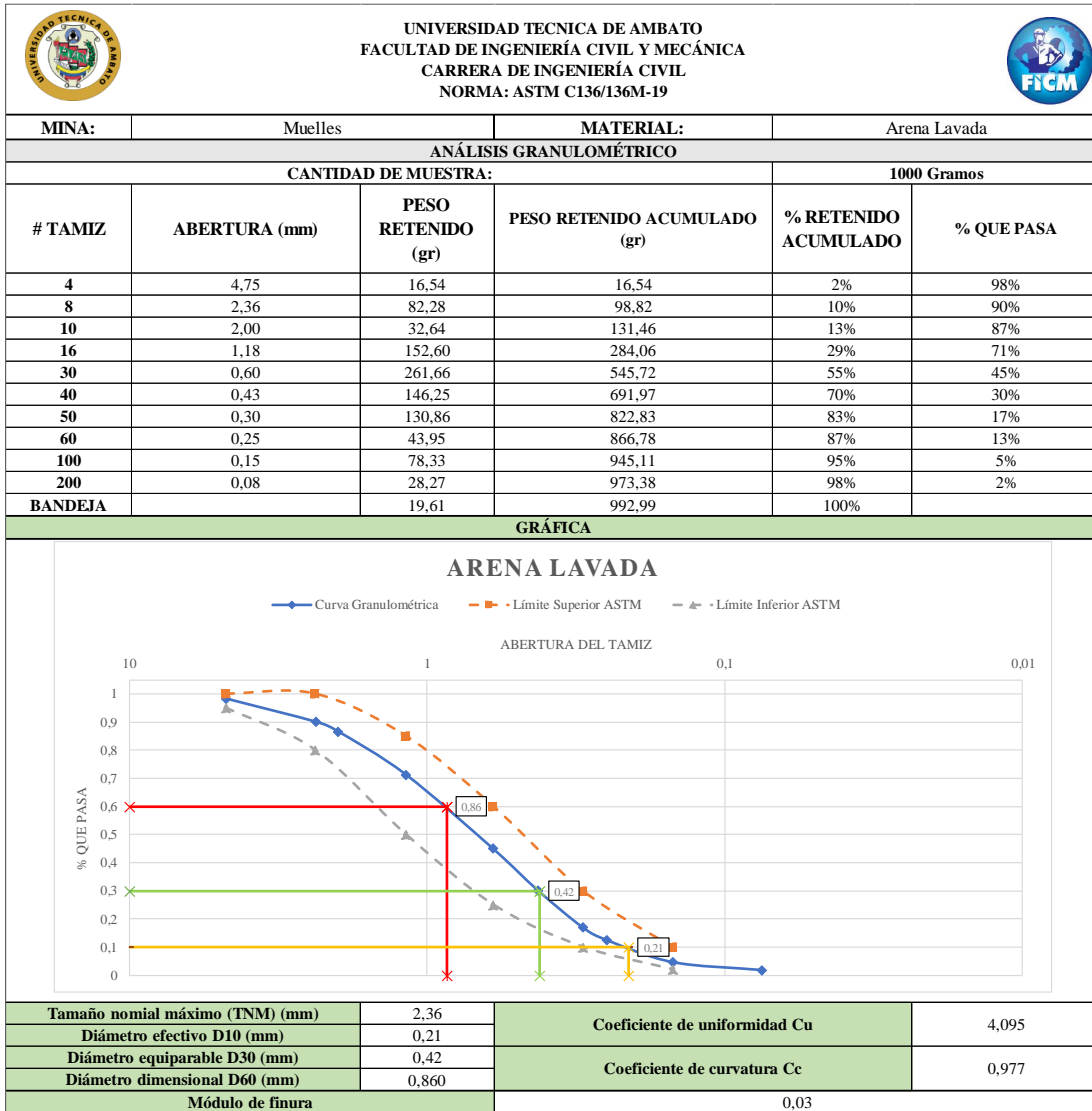 UNIVERSIDAD TECNICA DE AMBATO
UNIVERSIDAD TECNICA DE AMBATO
FACULTAD DE INGENIERÍA CIVIL Y MECÁNICA
CARRERA DE INGENIERÍA CIVIL
NORMA: ASTM C136/136M-19
FICM
MINA: Muelles MATERIAL: Arena Lavada
ANÁLISIS GRANULOMÉTRICO
CANTIDAD DE MUESTRA: 1000 Gramos
# TAMIZ ABERTURA (mm) PESO RETENIDO (gr) PESO RETENIDO ACUMULADO (gr) % RETENIDO ACUMULADO % QUE PASA
4 4,75 16,54 16,54 2% 98%
8 2,36 82,28 98,82 10% 90%
10 2,00 32,64 131,46 13% 87%
16 1,18 152,60 284,06 29% 71%
30 0,60 261,66 545,72 55% 45%
40 0,43 146,25 691,97 70% 30%
50 0,30 130,86 822,83 83% 17%
60 0,25 43,95 866,78 87% 13%
100 0,15 78,33 945,11 95% 5%
200 0,08 28,27 973,38 98% 2%
BANDEJA 19,61 992,99 100%
GRÁFICA
ARENA LAVADA
Curva Granulométrica Límite Superior ASTM Límite Inferior ASTM
ABERTURA DEL TAMIZ
10 1 0,1 0,01
% QUE PASA
1
0,9
0,8
0,7
0,6
0,5
0,4
0,3
0,2
0,1
0
0,86
0,42
0,21
Tamaño nomial máximo (TNM) (mm) 2,36
Diámetro efectivo D10 (mm) 0,21
Coeficiente de uniformidad Cu 4,095
Diámetro equiparable D30 (mm) 0,42
Diámetro dimensional D60 (mm) 0,860
Coeficiente de curvatura Cc 0,977
Módulo de finura 0,03